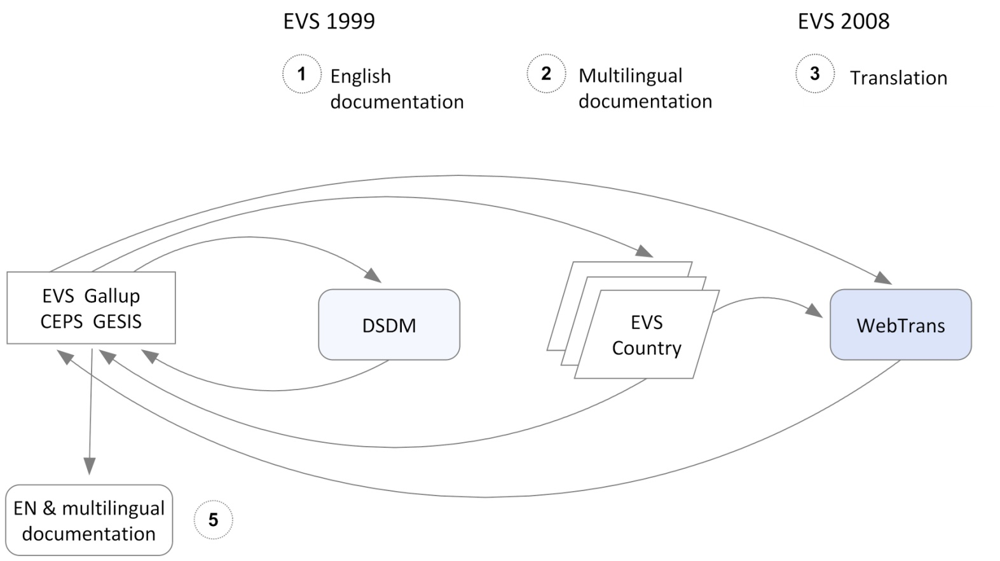 EVS 1999
EVS 2008
1
English
documentation
2
Multilingual
documentation
3
Translation
EVS Gallup
CEPS GESIS
DSDM
EVS
Country
WebTrans
EN & multilingual
documentation
5